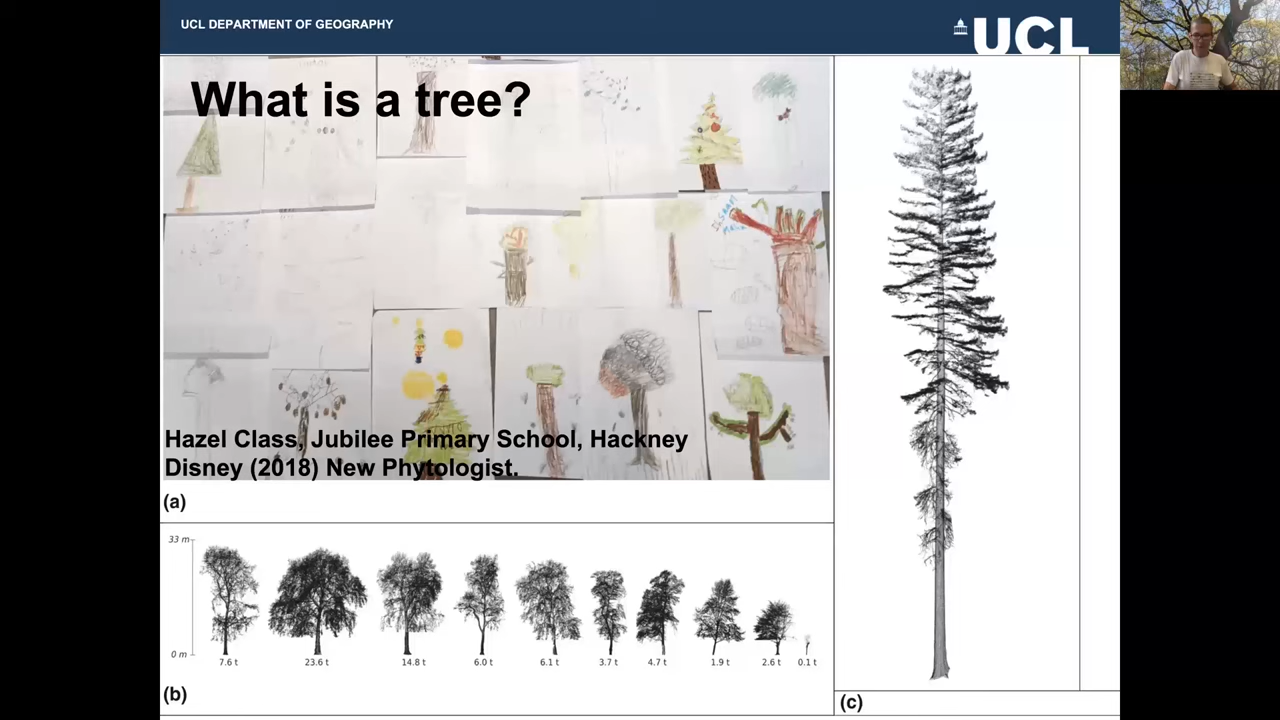 UCL DEPARTMENT OF GEOGRAPHY
UCL
What is a tree?
Hazel Class, Jubilee Primary School, Hackney
Disney (2018) New Phytologist.
(a)
33 m
0 m
7.6 t 23.6 t 14.8 t 6.0 t 6.1 t 3.7 t 4.7 t 1.9 t 2.6 t 0.1 t
(b)
(c)